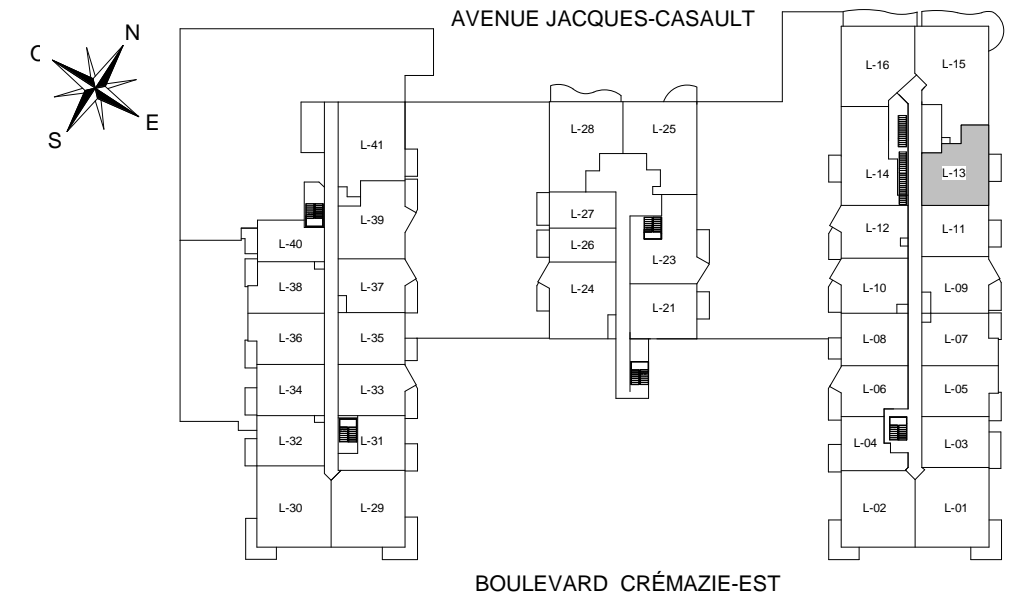 AVENUE JACQUES-CASAULT
N
O
E
S
L-16
L-15
L-28
L-25
L-41
L-14
L-13
L-27
L-39
L-12
L-11
L-40
L-26
L-23
L-38
L-37
L-24
L-10
L-09
L-21
L-36
L-35
L-08
L-07
L-34
L-33
L-06
L-05
L-32
L-31
L-04
L-03
L-30
L-29
L-02
L-01
BOULEVARD CRÉMAZIE-EST